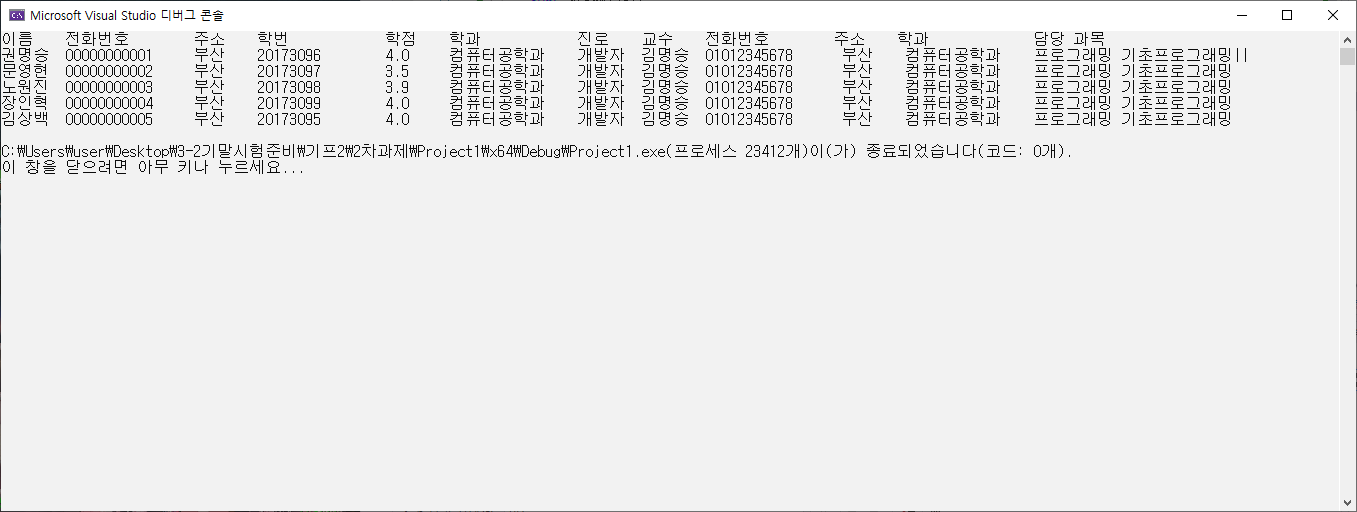 Microsoft Visual Studio 디버그 콘솔
이름 전화번호 주소 학번 학점 학과 진로 교수 전화번호 주소 학과 담당 과목
권명승 00000000001 부산 20173096 4.0 컴퓨터공학과 개발자 김명승 01012345678 부산 컴퓨터공학과 프로그래밍 기초프로그래밍||
문영현 00000000002 부산 20173097 3.5 컴퓨터공학과 개발자 김명승 01012345678 부산 컴퓨터공학과 프로그래밍 기초프로그래밍
노원진 00000000003 부산 20173098 3.9 컴퓨터공학과 개발자 김명승 01012345678 부산 컴퓨터공학과 프로그래밍 기초프로그래밍
장인혁 00000000004 부산 20173099 4.0 컴퓨터공학과 개발자 김명승 01012345678 부산 컴퓨터공학과 프로그래밍 기초프로그래밍
김상백 00000000005 부산 20173095 4.0 컴퓨터공학과 개발자 김명승 01012345678 부산 컴퓨터공학과 프로그래밍 기초프로그래밍
C:₩Users₩user₩Desktop₩3-2기말시험준비₩기프2₩2차과제₩Project1₩x64₩Debug₩Project1.exe(프로세스 23412개)이(가) 종료되었습니다(코드: 0개).
이 창을 닫으려면 아무 키나 누르세요...